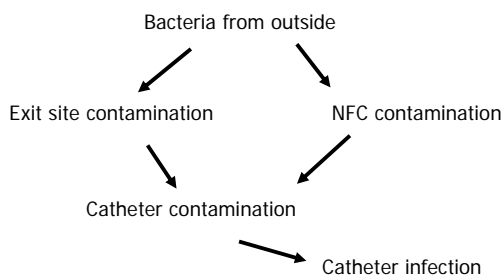 Bacteria from outside
Exit site contamination
NFC contamination
Catheter contamination
Catheter infection